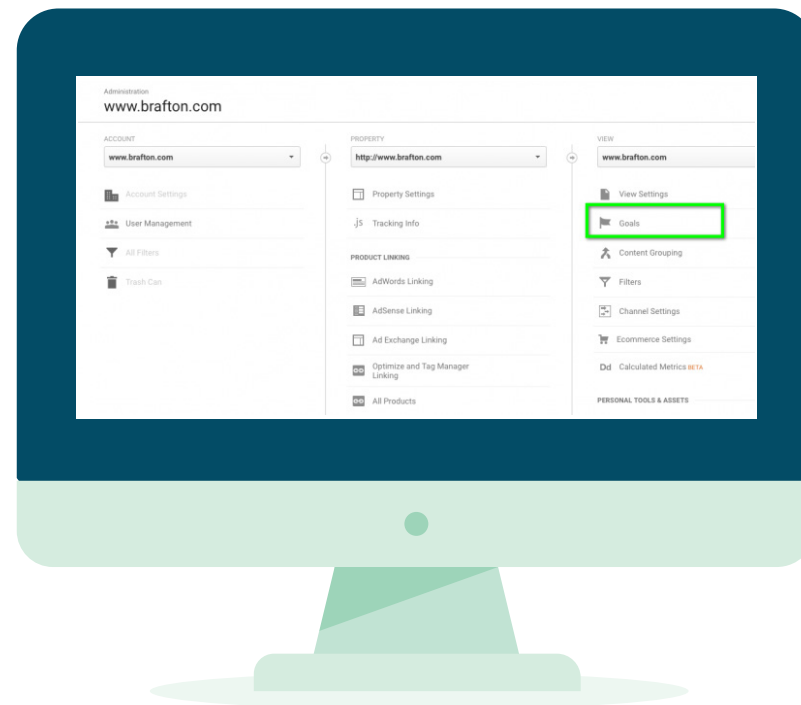 Administration
www.brafton.com
ACCOUNT
www.brafton.com
Account Settings
User Management
All Filters
Trash Can
PROPERTY
http://www.brafton.com
Property Settings
.js Tracking Info
PRODUCT LINKING
AdWords Linking
AdSense Linking
Ad Exchange Linking
Optimize and Tag Manager
Linking
All Products
VIEW
www.brafton.com
View Settings
Goals
Content Grouping
Filters
Channel Settings
Ecommerce Settings
Dd Calculated Metrics BETA
PERSONAL TOOLS & ASSETS